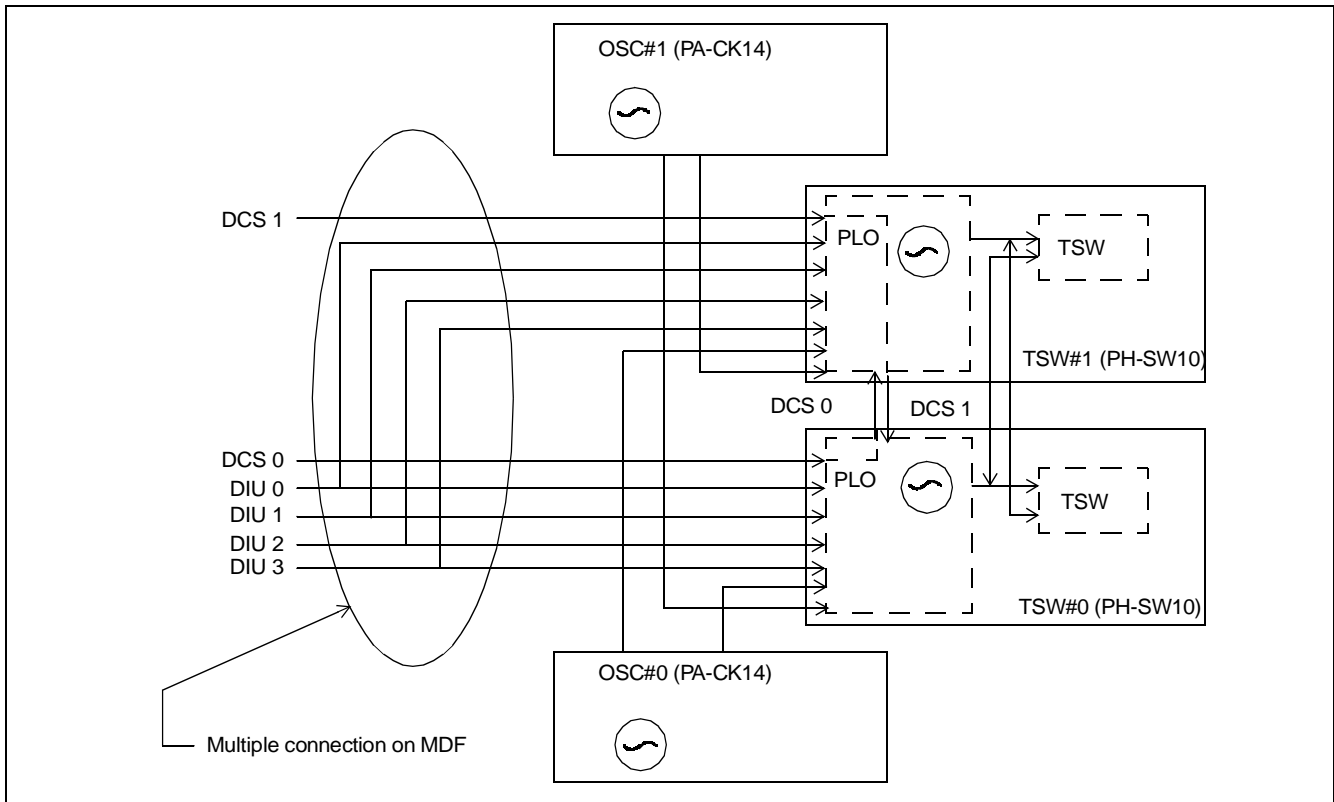 OSC#1 (PA-CK14)
DCS 1
PLO
TSW
TSW#1 (PH-SW10)
DCS 0
DCS 1
DCS 0
DIU 0
DIU 1
DIU 2
DIU 3
PLO
TSW
TSW#0 (PH-SW10)
OSC#0 (PA-CK14)
Multiple connection on MDF